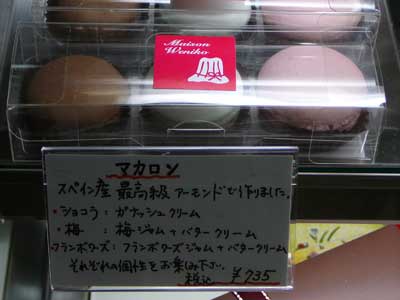 Maison
Weniko
マカロン
スペイン産 最高級 アーモンドで作りました。
・ショコラ：ガナッシュクリーム
・梅：梅ジャム＋バタークリーム
・フランボワーズ：フランボワーズジャム＋バタークリーム
それぞれの個性をお楽しみ下さい…
税込 ¥735